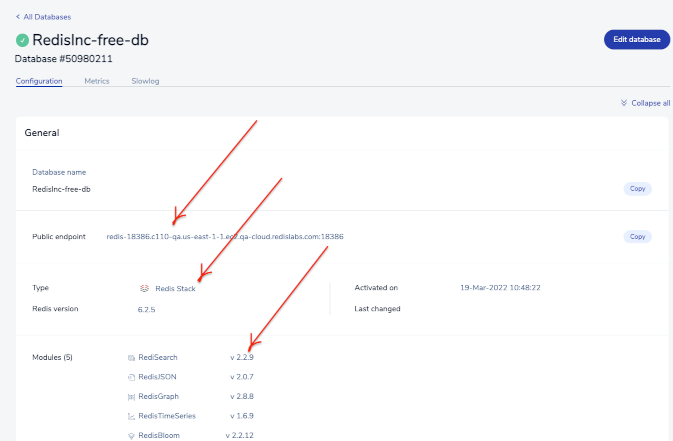 All Databases
RedisInc-free-db
Edit database
Database #50980211
Configuration Metrics Slowlog
Collapse all
General
Database name
RedisInc-free-db Copy
Public endpoint redis-18386.c110-qa.us-east-1-1.ec2.qa-cloud.redislabs.com:18386 Copy
Type Redis Stack Activated on 19-Mar-2022 10:48:22
Redis version 6.2.5 Last changed
Modules (5) RediSearch v 2.2.9
RedisJSON v 2.0.7
RedisGraph v 2.8.8
RedisTimeSeries v 1.6.9
RedisBloom v 2.2.12